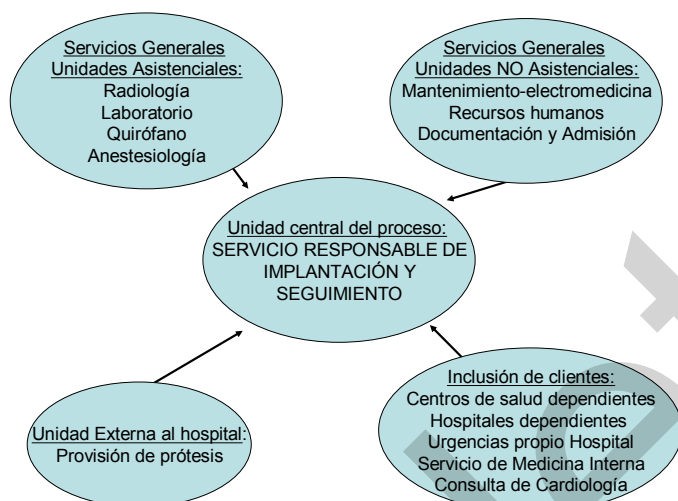 Servicios Generales
Unidades Asistenciales:
Radiología
Laboratorio
Quirófano
Anestesiología
Servicios Generales
Unidades NO Asistenciales:
Mantenimiento-electromedicina
Recursos humanos
Documentación y Admisión
Unidad central del proceso:
SERVICIO RESPONSABLE DE
IMPLANTACIÓN Y
SEGUIMIENTO
Unidad Externa al hospital:
Provisión de prótesis
Inclusión de clientes:
Centros de salud dependientes
Hospitales dependientes
Urgencias propio Hospital
Servicio de Medicina Interna
Consulta de Cardiología